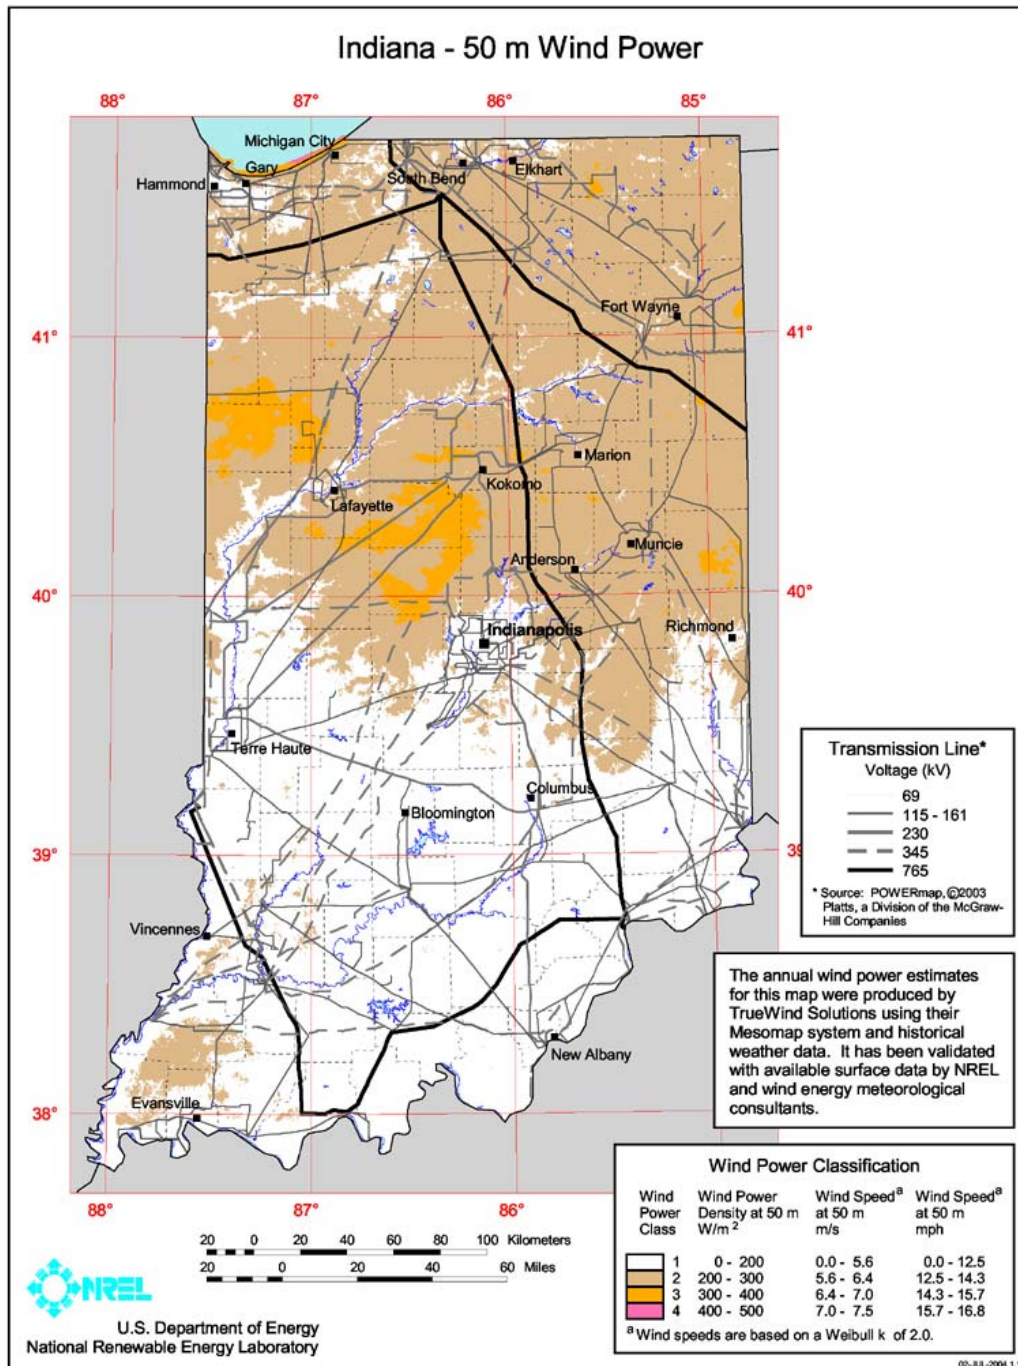 Indiana - 50 m Wind Power
88° 87° 86° 85°
Michigan City
Gary
Hammond
South Bend
Elkhart
Fort Wayne
41° 41°
Marion
Kokomo
Lafayette
Muncie
Anderson
40° 40°
Richmond
Indianapolis
Terre Haute
Columbus
Bloomington
39° 39
Vincennes
New Albany
Evansville
38°
88° 87° 86°
Transmission Line*
Voltage (kV)
69
115 - 161
230
345
765
* Source: POWERmap, ©2003
Platts, a Division of the McGraw-
Hill Companies
The annual wind power estimates
for this map were produced by
TrueWind Solutions using their
Mesomap system and historical
weather data. It has been validated
with available surface data by NREL
and wind energy meteorological
consultants.
Wind Power Classification
Wind Wind Power Wind Speed a Wind Speed a
Power Density at 50 m at 50 m at 50 m
Class W/m 2 m/s mph
1 0 - 200 0.0 - 5.6 0.0 - 12.5
2 200 - 300 5.6 - 6.4 12.5 - 14.3
3 300 - 400 6.4 - 7.0 14.3 - 15.7
4 400 - 500 7.0 - 7.5 15.7 - 16.8
a Wind speeds are based on a Weibull k of 2.0.
20 0 20 40 60 80 100 Kilometers
20 0 20 40 60 Miles
NREL
U.S. Department of Energy
National Renewable Energy Laboratory